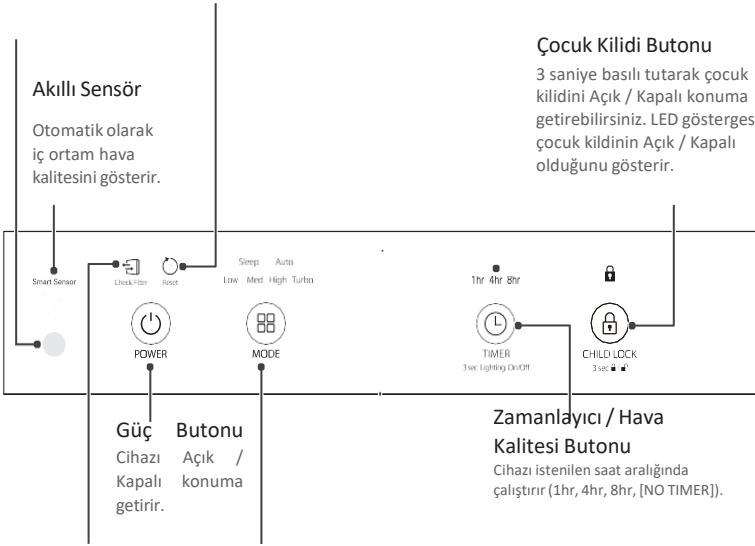 Çocuk Kilidi Butonu
3 saniye basılı tutarak çocuk
kilidini Açık / Kapalı konuma
getirebilirsiniz. LED gösterges
çocuk kildinin Açık / Kapalı
olduğunu gösterir.
Akıllı Sensör
Otomatik olarak
iç ortam hava
kalitesini gösterir.
Smart Sensor
Check Filter
Reset
Sleep Auto
Low Med High Turbo
1hr 4hr 8hr
POWER
MODE
TIMER
3 sec Lighting On/Off
CHILD LOCK
3 sec /
Güç Butonu
Cihazı Açık /
Kapalı konuma
getirir.
Zamanlayıcı / Hava
Kalitesi Butonu
Cihazı istenilen saat aralığında
çalıştırır (1hr, 4hr, 8hr, [NO TIMER]).